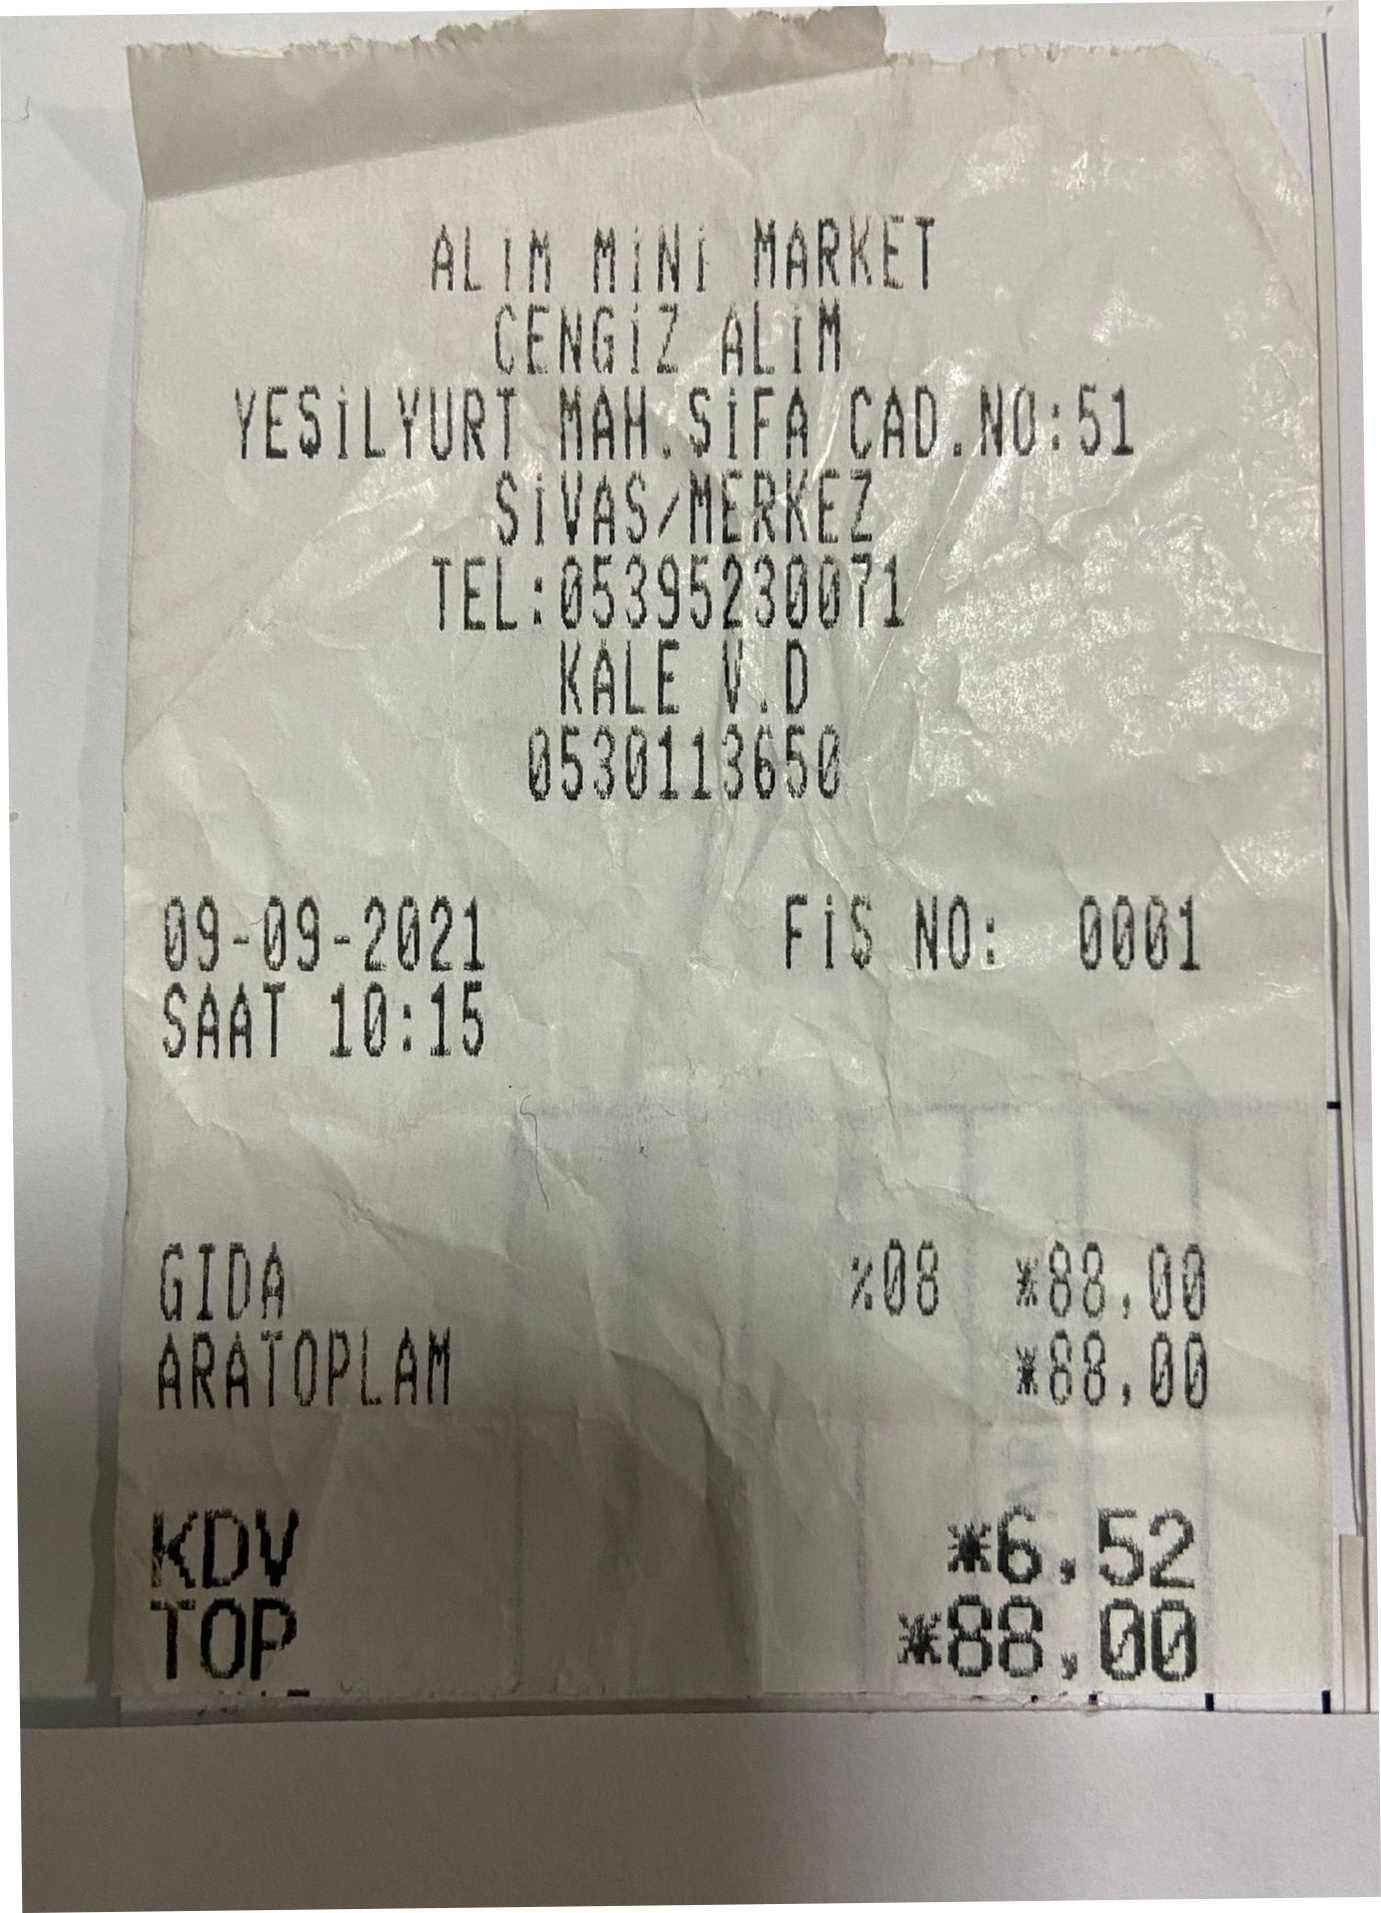 ALİM MİNİ MARKET
CENGİZ ALİM
YESİLYURT MAH.SİFA CAD.NO:51
SİVAS/MERKEZ
TEL:05395230071
KALE V.D
0530113650
09-09-2021 FİS NO: 0001
SAAT 10:15
GIDA %08 *88,00
ARATOPLAM *88,00
KDV *6,52
TOP *88,00